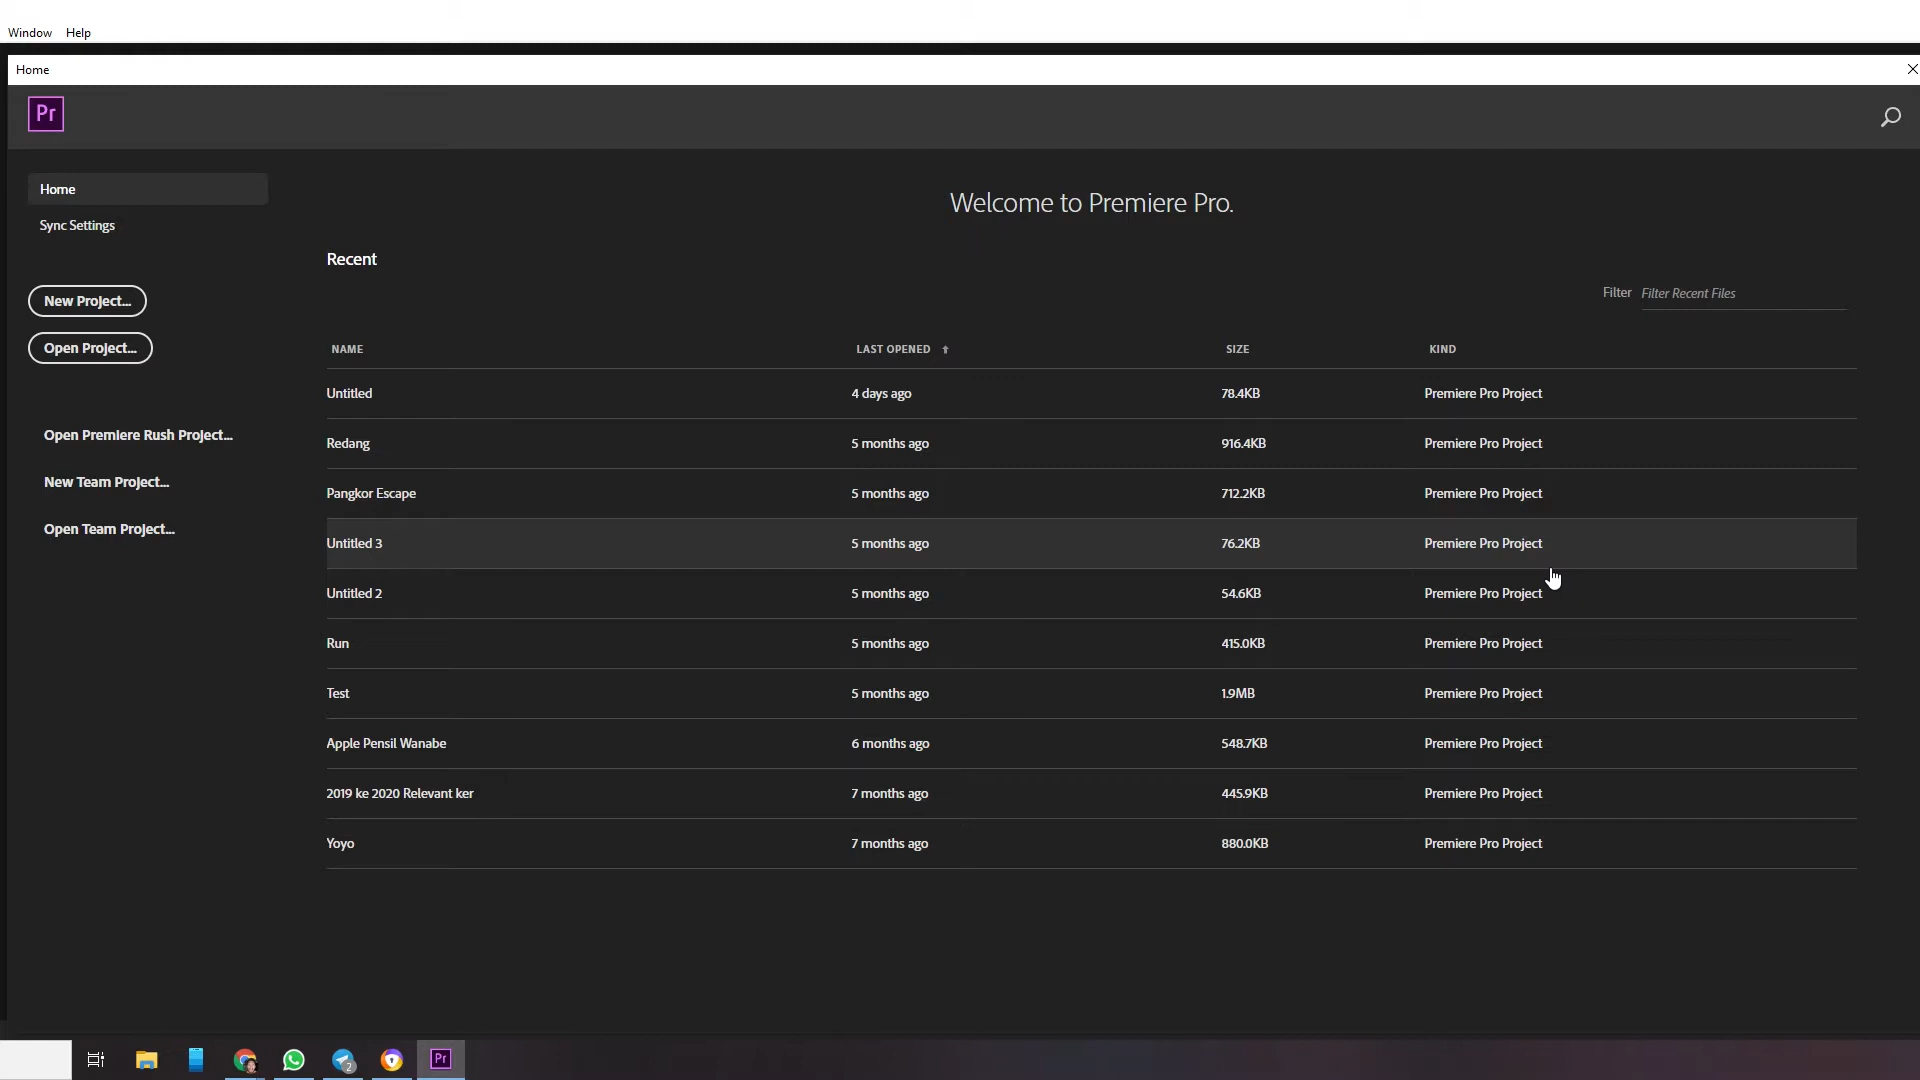 Window Help
Home
Pr
Home
Sync Settings
Welcome to Premiere Pro.
Recent
New Project...
Filter Filter Recent Files
Open Project...
NAME LAST OPENED SIZE KIND
Untitled 4 days ago 78.4KB Premiere Pro Project
Open Premiere Rush Project...
Redang 5 months ago 916.4KB Premiere Pro Project
New Team Project...
Pangkor Escape 5 months ago 712.2KB Premiere Pro Project
Open Team Project...
Untitled 3 5 months ago 76.2KB Premiere Pro Project
Untitled 2 5 months ago 54.6KB Premiere Pro Project
Run 5 months ago 415.0KB Premiere Pro Project
Test 5 months ago 1.9MB Premiere Pro Project
Apple Pensil Wanabe 6 months ago 548.7KB Premiere Pro Project
2019 ke 2020 Relevant ker 7 months ago 445.9KB Premiere Pro Project
Yoyo 7 months ago 880.0KB Premiere Pro Project
2
Pr